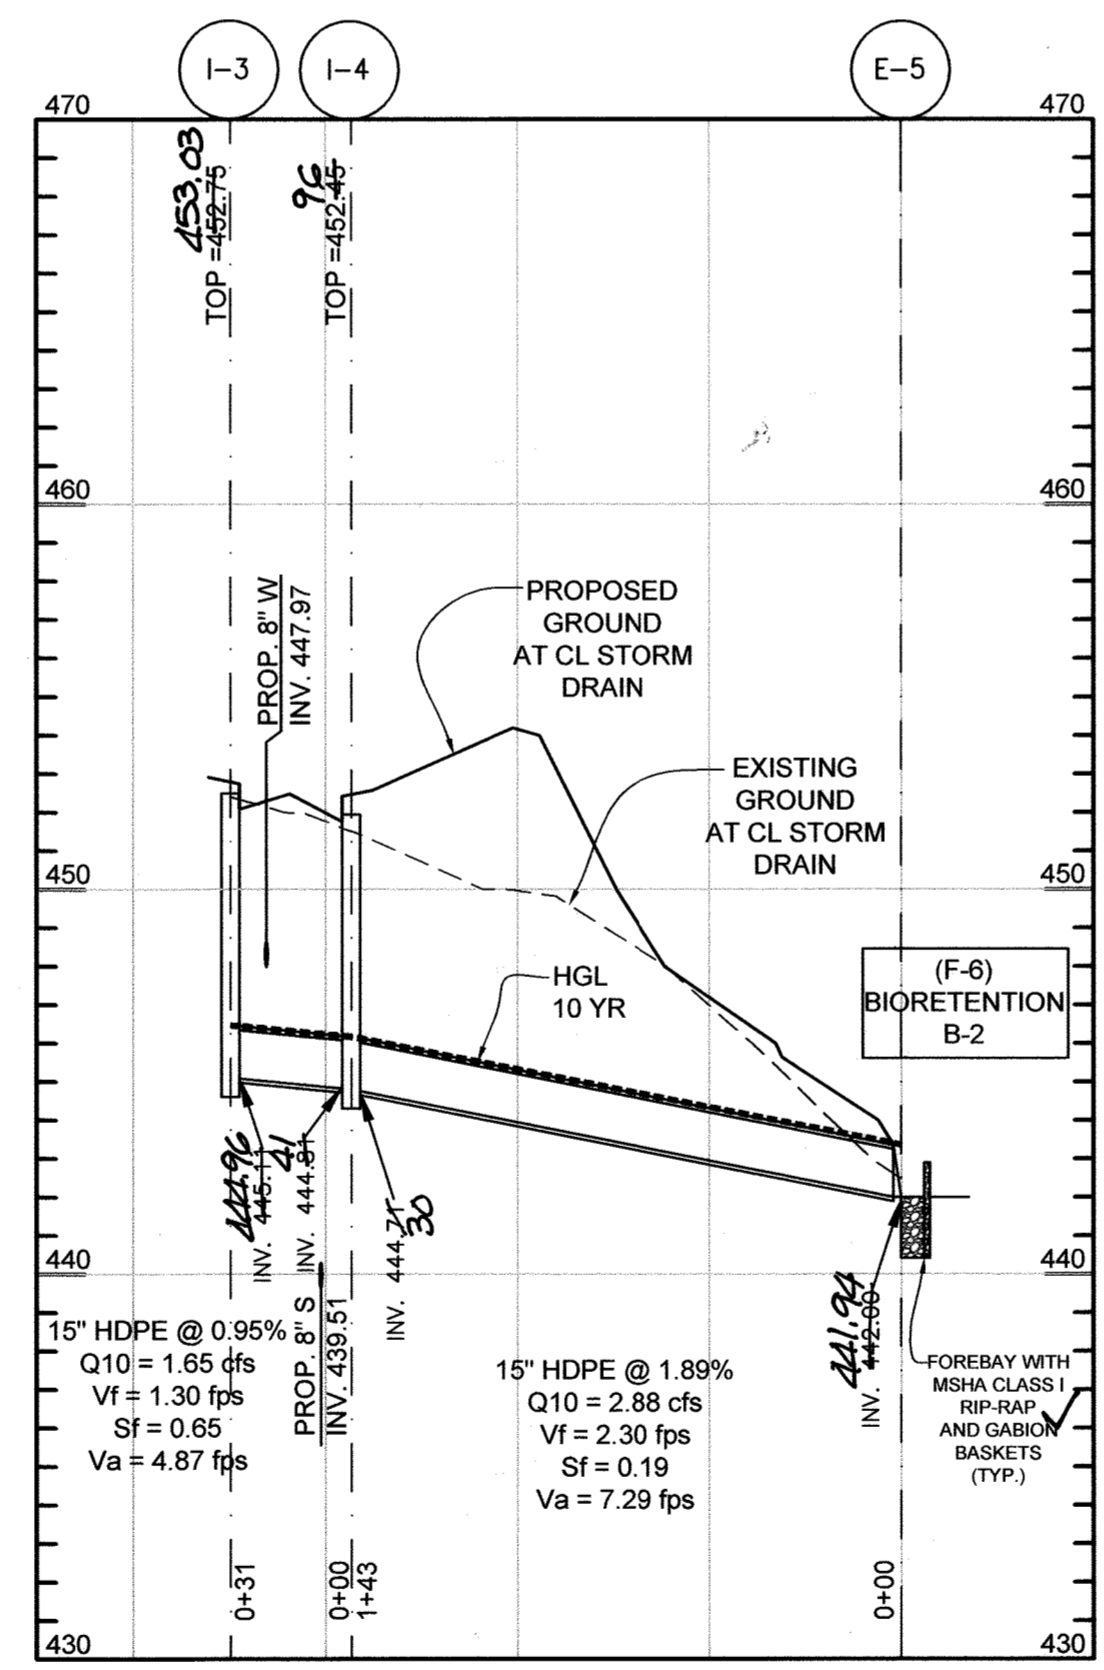 I-3
I-4
E-5
470
470
453.03
TOP =452.75
96
TOP =452.45
460
460
PROP. 8" W
INV. 447.97
PROPOSED
GROUND
AT CL STORM
DRAIN
EXISTING
GROUND
AT CL STORM
DRAIN
450
450
HGL
10 YR
(F-6)
BIORETENTION
B-2
444.96
INV. 445.11
41
INV. 444.81
INV. 444.71
30
441.94
INV. 442.00
440
440
PROP. 8" S
INV. 439.51
15" HDPE @ 0.95%
Q10 = 1.65 cfs
Vf = 1.30 fps
Sf = 0.65
Va = 4.87 fps
15" HDPE @ 1.89%
Q10 = 2.88 cfs
Vf = 2.30 fps
Sf = 0.19
Va = 7.29 fps
FOREBAY WITH
MSHA CLASS I
RIP-RAP
AND GABION
BASKETS
(TYP.)
0+31
0+00
1+43
0+00
430
430